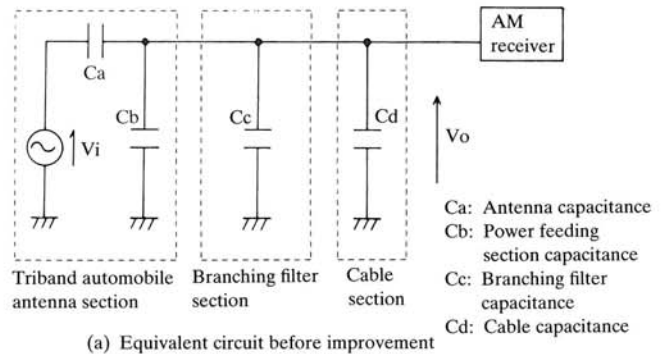 AM
receiver
Ca
Cb
Cc
Cd
Vi
Vo
Ca: Antenna capacitance
Cb: Power feeding
section capacitance
Cc: Branching filter
capacitance
Cd: Cable capacitance
Triband automobile
antenna section
Branching filter
section
Cable
section
(a) Equivalent circuit before improvement